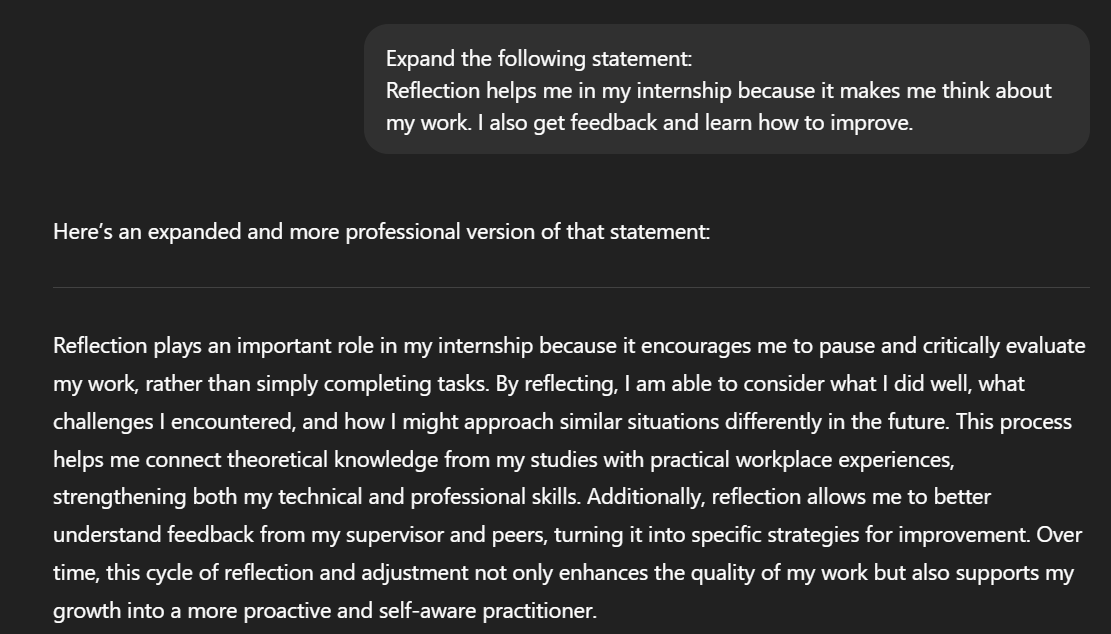 Expand the following statement:
Reflection helps me in my internship because it makes me think about
my work. I also get feedback and learn how to improve.
Here’s an expanded and more professional version of that statement:
Reflection plays an important role in my internship because it encourages me to pause and critically evaluate
my work, rather than simply completing tasks. By reflecting, I am able to consider what I did well, what
challenges I encountered, and how I might approach similar situations differently in the future. This process
helps me connect theoretical knowledge from my studies with practical workplace experiences,
strengthening both my technical and professional skills. Additionally, reflection allows me to better
understand feedback from my supervisor and peers, turning it into specific strategies for improvement. Over
time, this cycle of reflection and adjustment not only enhances the quality of my work but also supports my
growth into a more proactive and self-aware practitioner.